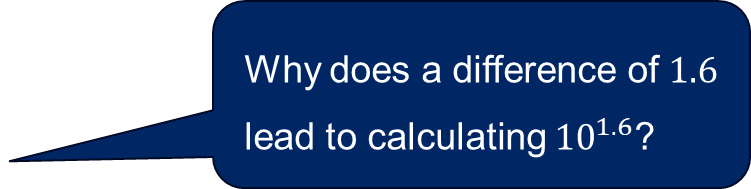 Why does a difference of 1.6
lead to calculating 10^{1.6}?